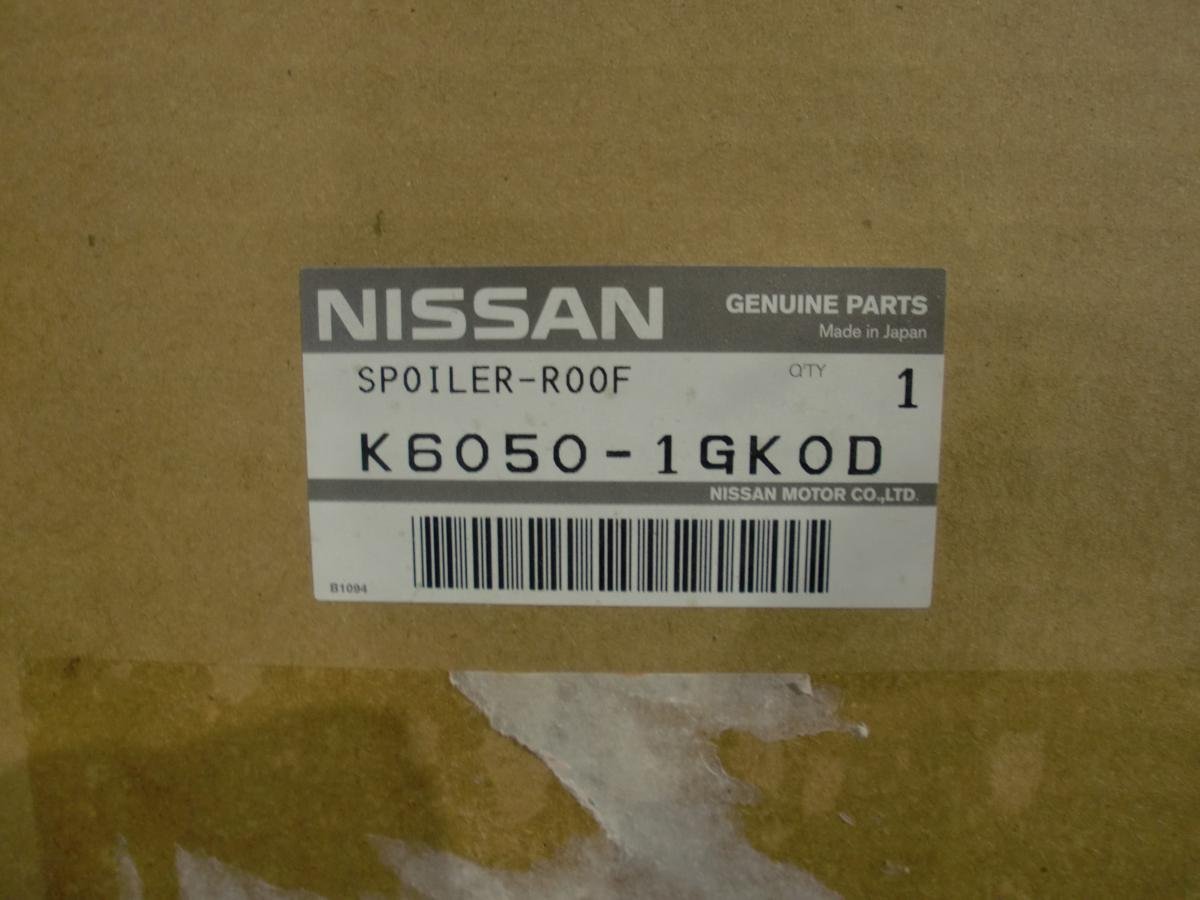 NISSAN
GENUINE PARTS
Made in Japan
SPOILER-ROOF
Q'TY
1
K6050-1GK0D
NISSAN MOTOR CO.,LTD.
B1094